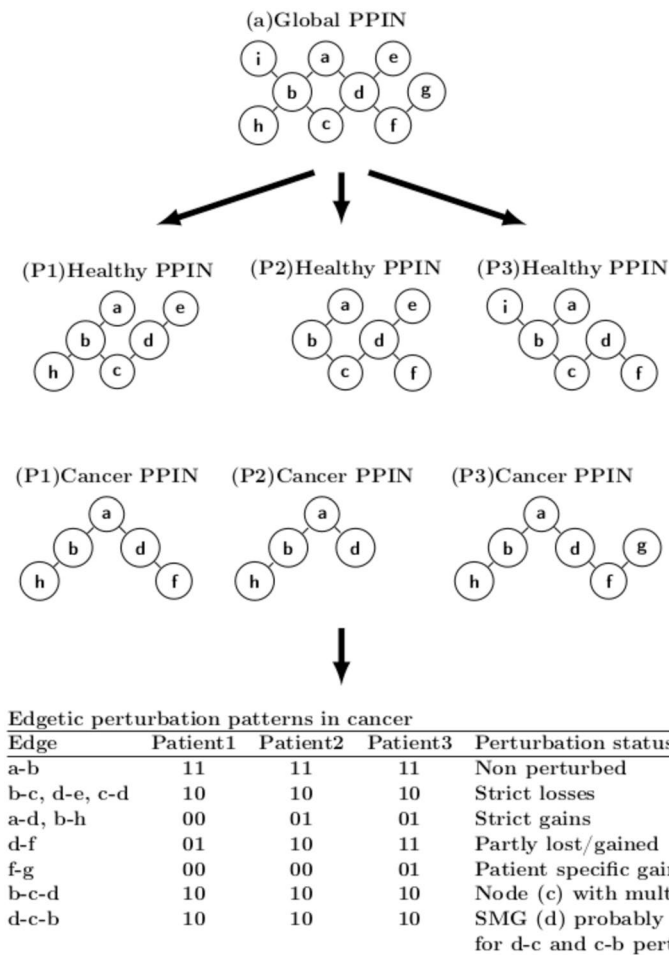 (a)Global PPIN
i a e
b d g
h c f
(P1)Healthy PPIN (P2)Healthy PPIN (P3)Healthy PPIN
a e a e i a
b d b d b d
h c c f c f
(P1)Cancer PPIN (P2)Cancer PPIN (P3)Cancer PPIN
a a a
b d b d b d g
h f h h f
Edgetic perturbation patterns in cancer
Edge Patient1 Patient2 Patient3 Perturbation status
a-b 11 11 11 Non perturbed
b-c, d-e, c-d 10 10 10 Strict losses
a-d, b-h 00 01 01 Strict gains
d-f 01 10 11 Partly lost/gained
f-g 00 00 01 Patient specific gain
b-c-d 10 10 10 Node (c) with mult
d-c-b 10 10 10 SMG (d) probably
for d-c and c-b pert